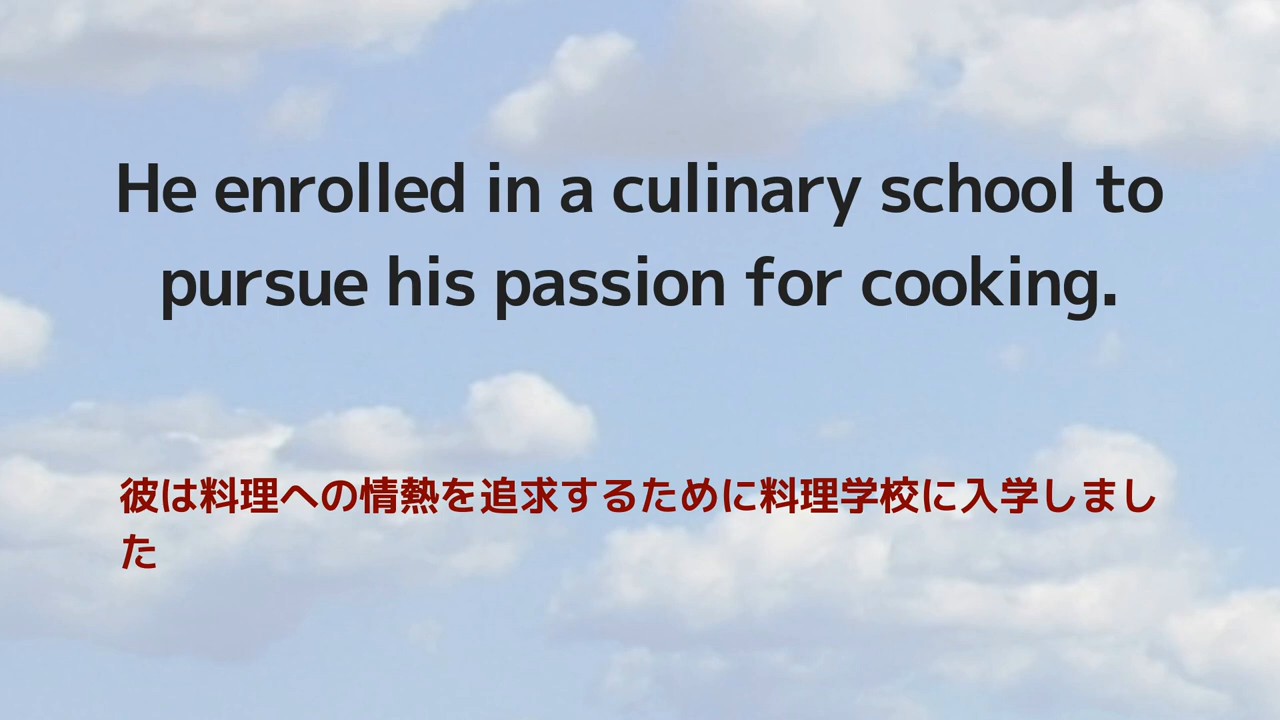 He enrolled in a culinary school to
pursue his passion for cooking.
彼は料理への情熱を追求するために料理学校に入学しまし
た